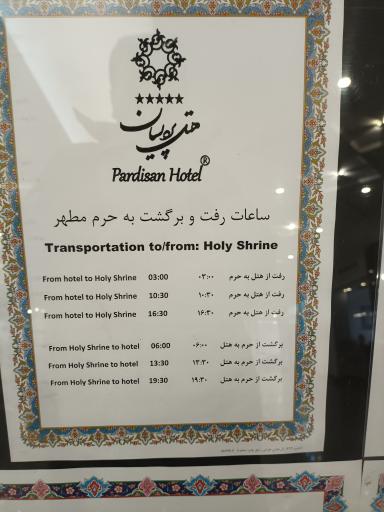 هتل پردیسان
Pardisan Hotel®
ساعات رفت و برگشت به حرم مطهر
Transportation to/from: Holy Shrine
From hotel to Holy Shrine 03:00 ۰۳:۰۰ رفت از هتل به حرم
From hotel to Holy Shrine 10:30 ۱۰:۳۰ رفت از هتل به حرم
From hotel to Holy Shrine 16:30 ۱۶:۳۰ رفت از هتل به حرم
From Holy Shrine to hotel 06:00 ۰۶:۰۰ برگشت از حرم به هتل
From Holy Shrine to hotel 13:30 ۱۳:۳۰ برگشت از حرم به هتل
From Holy Shrine to hotel 19:30 ۱۹:۳۰ برگشت از حرم به هتل